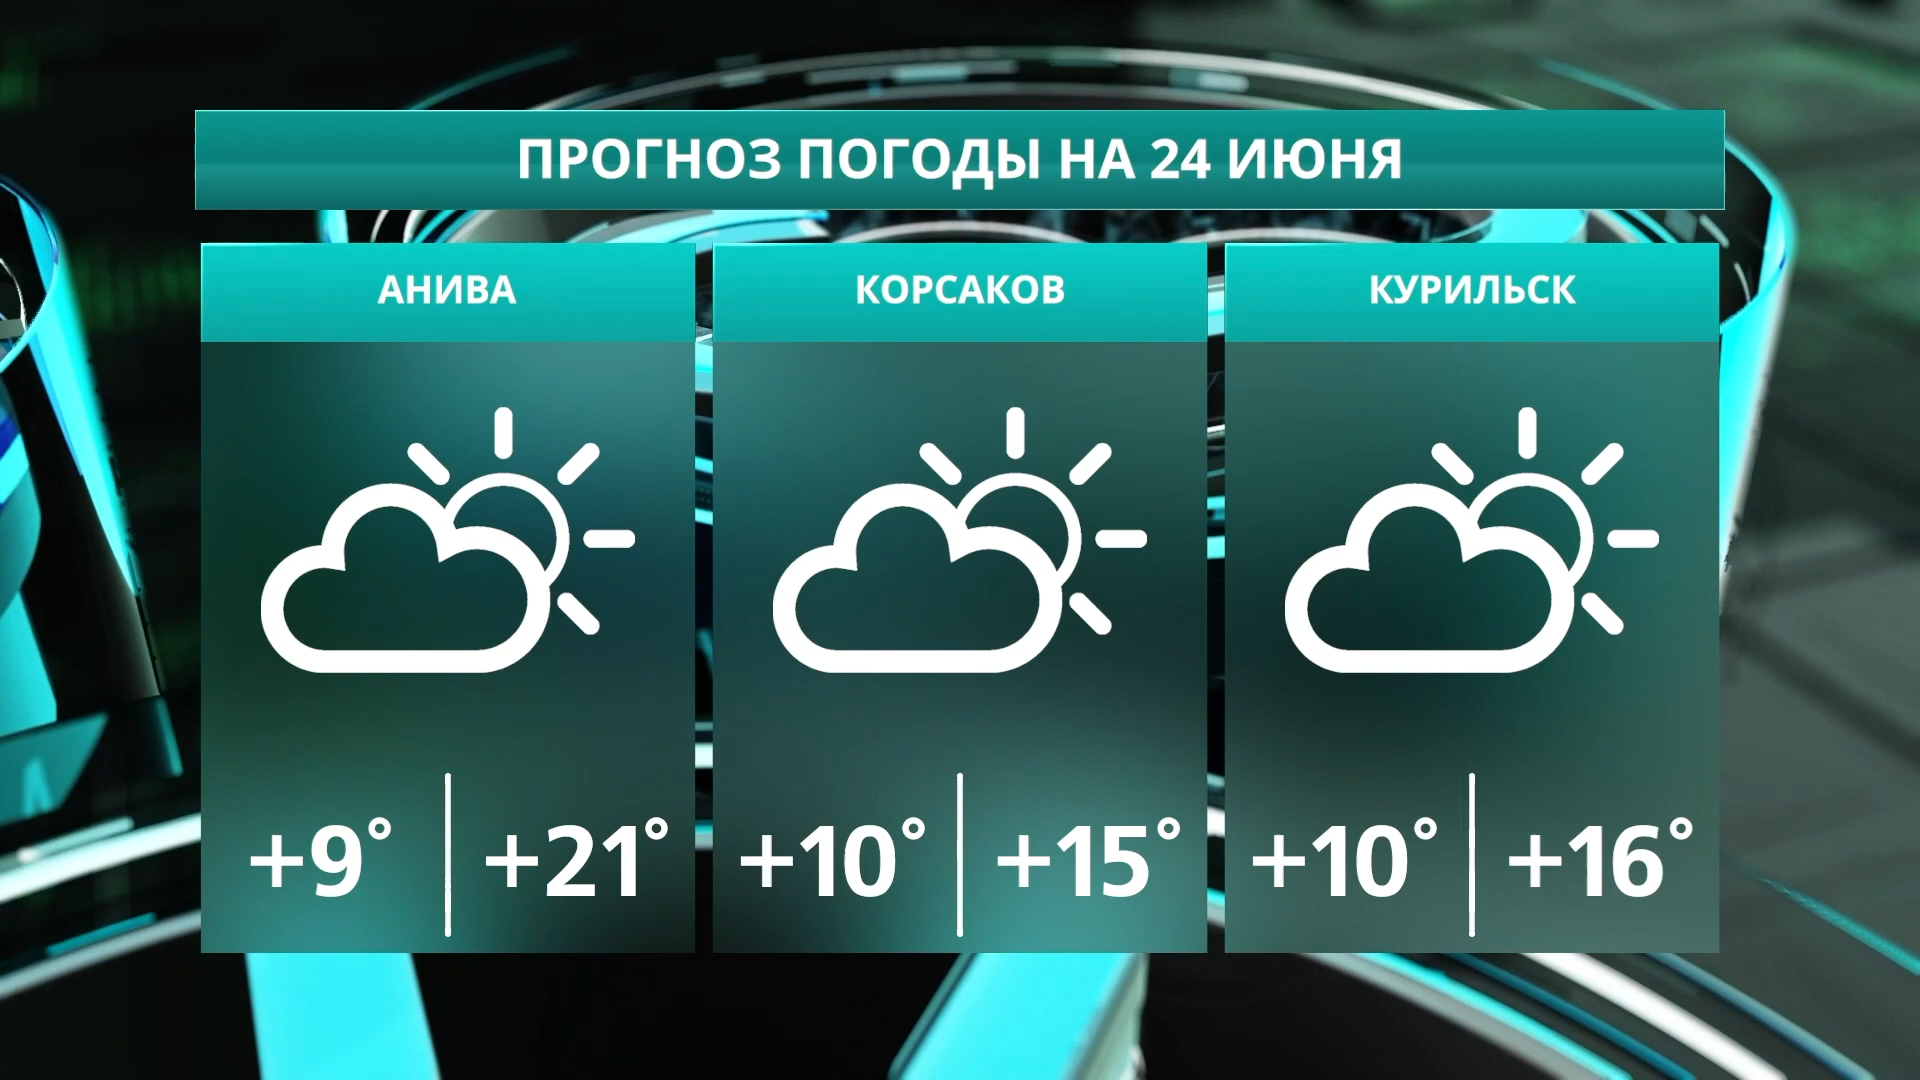 ПРОГНОЗ ПОГОДЫ НА 24 ИЮНЯ
АНИВА
+9° +21°
КОРСАКОВ
+10° +15°
КУРИЛЬСК
+10° +16°